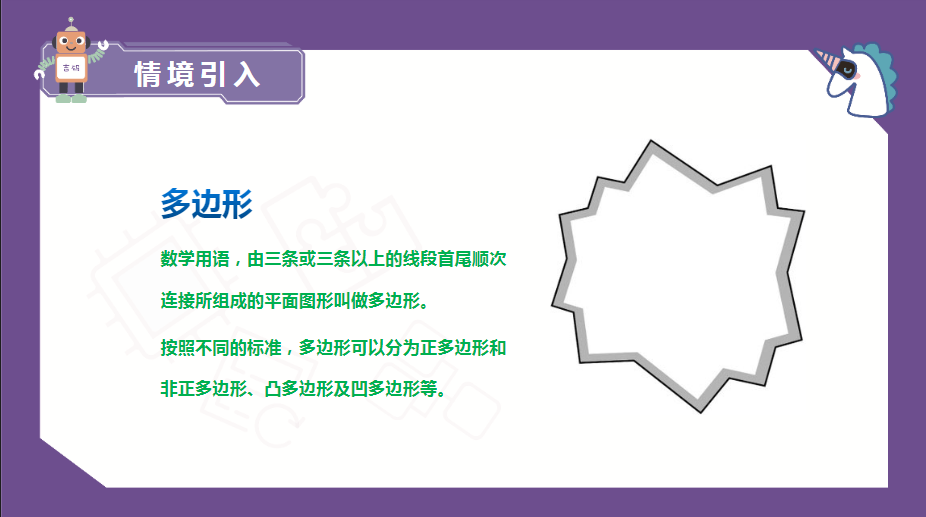 情境引入
多边形
数学用语，由三条或三条以上的线段首尾顺次
连接所组成的平面图形叫做多边形。
按照不同的标准，多边形可以分为正多边形和
非正多边形、凸多边形及凹多边形等。